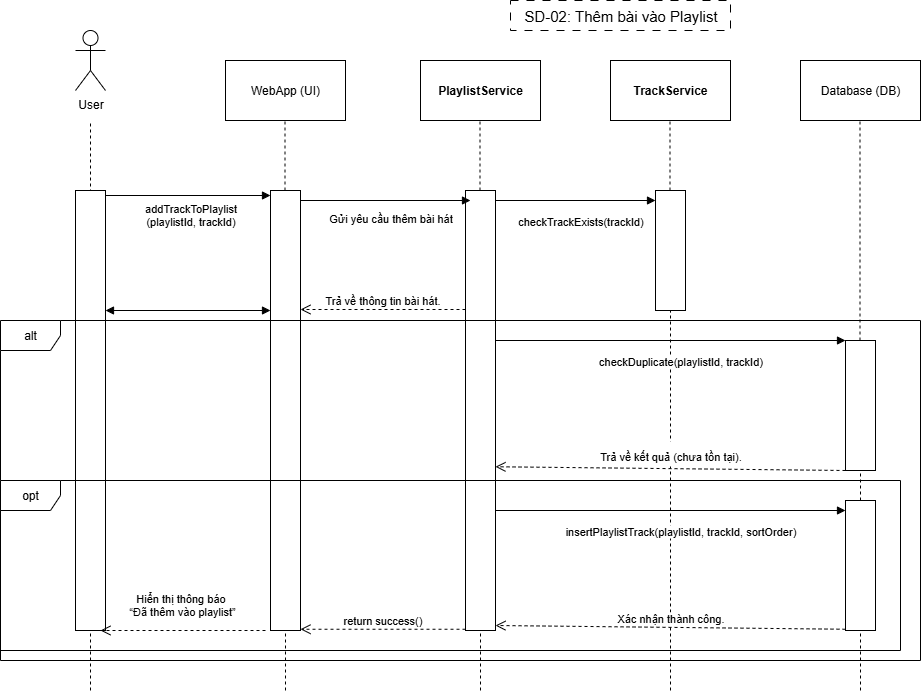 SD-02: Thêm bài vào Playlist
User
WebApp (UI)
PlaylistService
TrackService
Database (DB)
addTrackToPlaylist
(playlistId, trackId)
Gửi yêu cầu thêm bài hát
checkTrackExists(trackId)
Trả về thông tin bài hát.
alt
checkDuplicate(playlistId, trackId)
Trả về kết quả (chưa tồn tại).
opt
insertPlaylistTrack(playlistId, trackId, sortOrder)
Hiển thị thông báo
“Đã thêm vào playlist”
return success()
Xác nhận thành công.